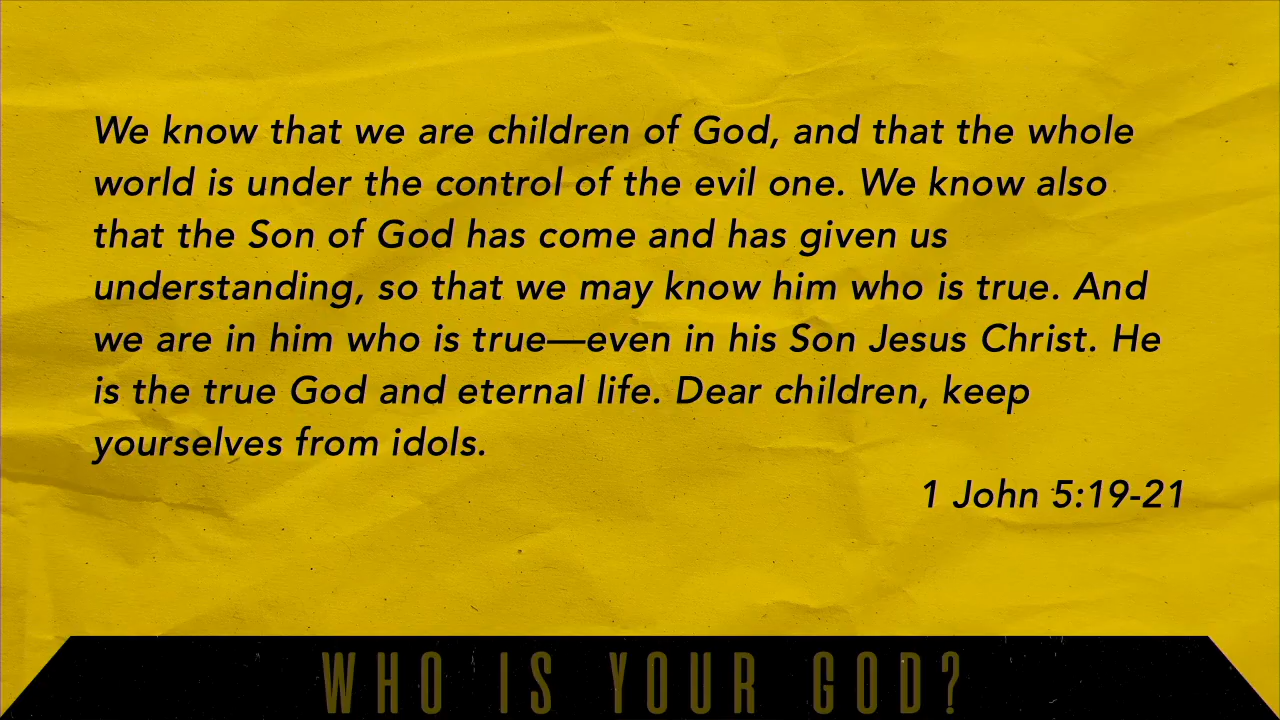 We know that we are children of God, and that the whole
world is under the control of the evil one. We know also
that the Son of God has come and has given us
understanding, so that we may know him who is true. And
we are in him who is true—even in his Son Jesus Christ. He
is the true God and eternal life. Dear children, keep
yourselves from idols.
1 John 5:19-21
WHO IS YOUR GOD?